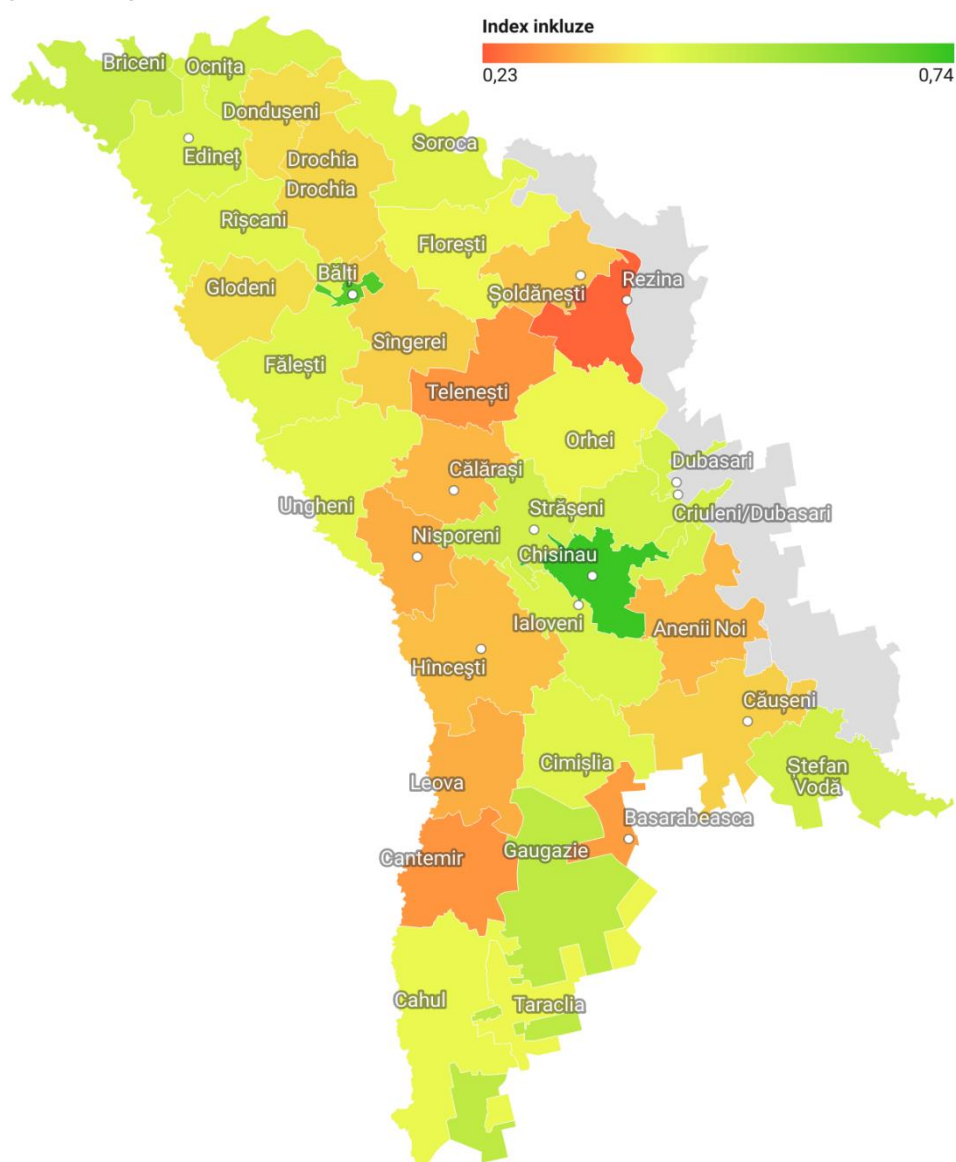 Index inkluze
0,23 0,74
Briceni
Ocnița
Dondușeni
Soroca
Edineț
Drochia
Drochia
Rîșcani
Florești
Bălți
Glodeni
Șoldănești
Rezina
Sîngerei
Fălești
Telenești
Orhei
Călărași
Dubasari
Ungheni
Strășeni
Criuleni/Dubasari
Nisporeni
Chisinau
Ialoveni
Anenii Noi
Hîncești
Căușeni
Cimișlia
Ștefan
Vodă
Leova
Basarabeasca
Cantemir
Gaugazie
Cahul
Taraclia